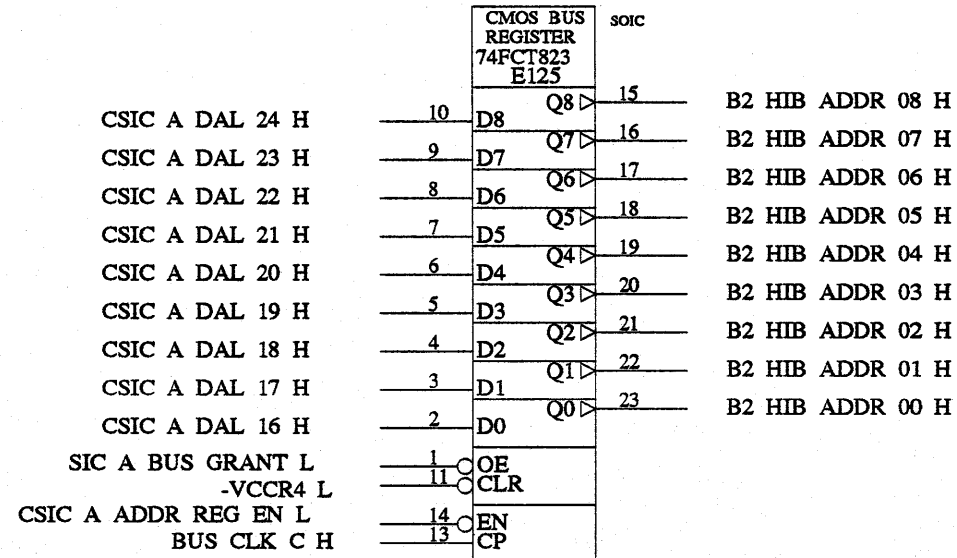 CMOS BUS SOIC
REGISTER
74FCT823
E125
Q8 15 B2 HIB ADDR 08 H
CSIC A DAL 24 H 10 D8
Q7 16 B2 HIB ADDR 07 H
CSIC A DAL 23 H 9 D7
Q6 17 B2 HIB ADDR 06 H
CSIC A DAL 22 H 8 D6
Q5 18 B2 HIB ADDR 05 H
CSIC A DAL 21 H 7 D5
Q4 19 B2 HIB ADDR 04 H
CSIC A DAL 20 H 6 D4
Q3 20 B2 HIB ADDR 03 H
CSIC A DAL 19 H 5 D3
Q2 21 B2 HIB ADDR 02 H
CSIC A DAL 18 H 4 D2
Q1 22 B2 HIB ADDR 01 H
CSIC A DAL 17 H 3 D1
Q0 23 B2 HIB ADDR 00 H
CSIC A DAL 16 H 2 D0
SIC A BUS GRANT L 1 OE
-VCCR4 L 11 CLR
CSIC A ADDR REG EN L 14 EN
BUS CLK C H 13 CP